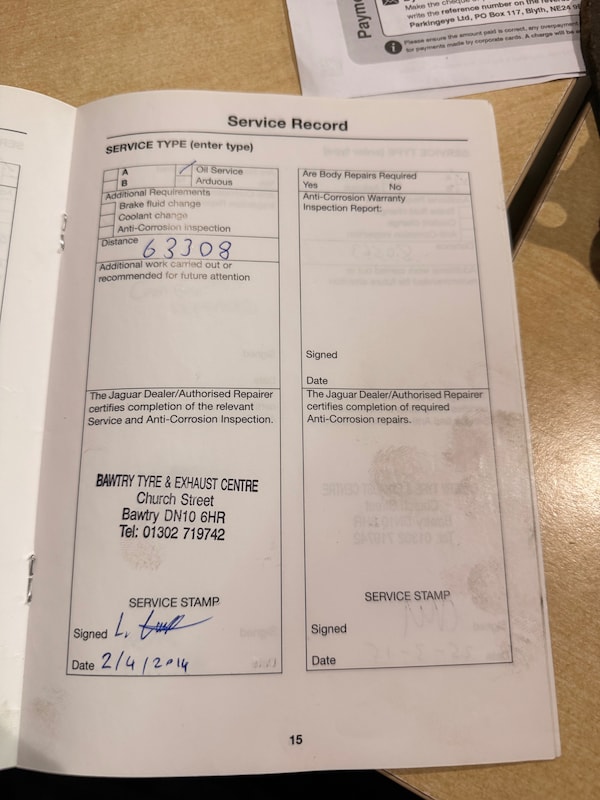 Payme
Make the cheque
write the reference number on the reverse
Parkingeye Ltd, PO Box 117, Blyth, NE24 9
Please ensure the amount paid is correct, any overpayment
for payments made by corporate cards. A charge will be
Service Record
SERVICE TYPE (enter type)
A Oil Service
B Arduous
Additional Requirements
Brake fluid change
Coolant change
Anti-Corrosion inspection
Distance 63308
Additional work carried out or
recommended for future attention
The Jaguar Dealer/Authorised Repairer
certifies completion of the relevant
Service and Anti-Corrosion Inspection.
BAWTRY TYRE & EXHAUST CENTRE
Church Street
Bawtry DN10 6HR
Tel: 01302 719742
SERVICE STAMP
Signed L.
Date 2/4/2014
Are Body Repairs Required
Yes No
Anti-Corrosion Warranty
Inspection Report:
Signed
Date
The Jaguar Dealer/Authorised Repairer
certifies completion of required
Anti-Corrosion repairs.
SERVICE STAMP
Signed
Date
15